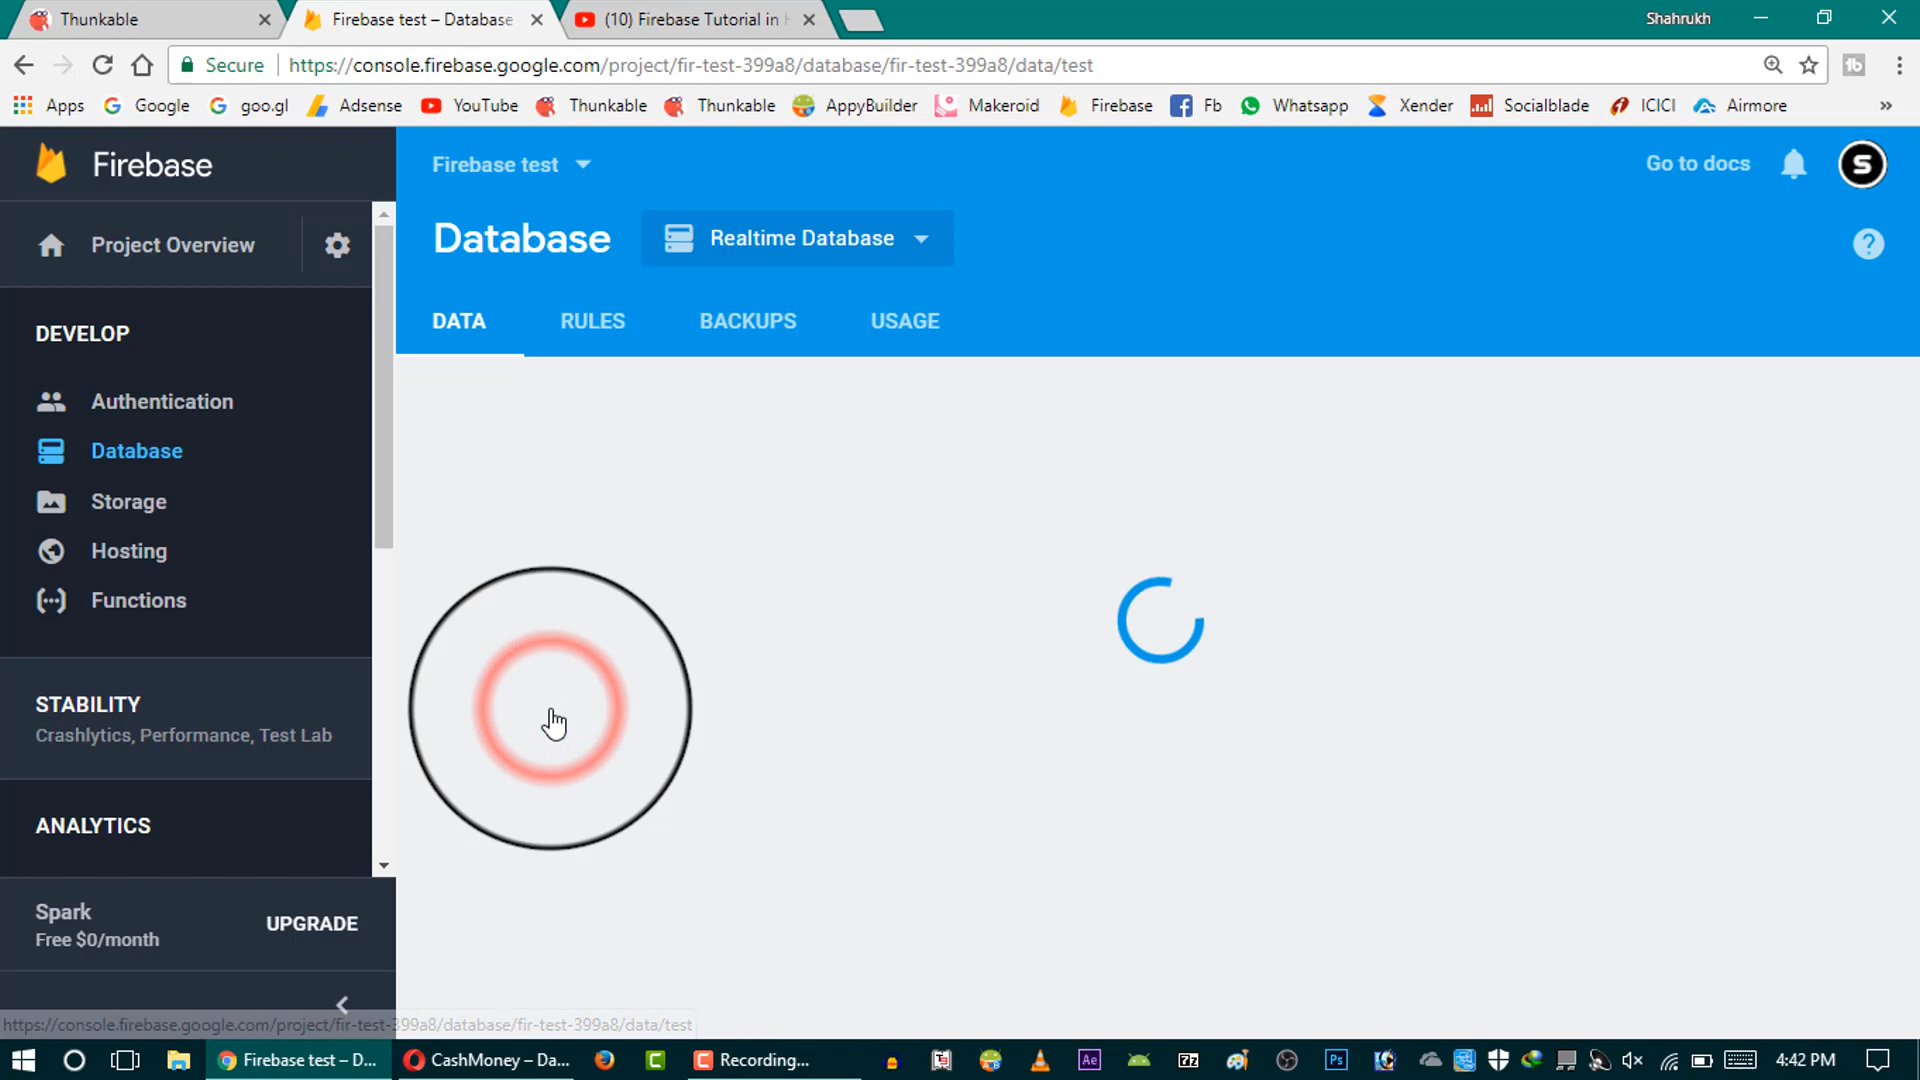 Thunkable
Firebase test – Database
(10) Firebase Tutorial in
Shahrukh
Secure
https://console.firebase.google.com/project/fir-test-399a8/database/fir-test-399a8/data/test
Apps
Google
goo.gl
Adsense
YouTube
Thunkable
Thunkable
AppyBuilder
Makeroid
Firebase
Fb
Whatsapp
Xender
Socialblade
ICICI
Airmore
Firebase
Firebase test
Go to docs
S
Project Overview
Database
Realtime Database
DATA
RULES
BACKUPS
USAGE
DEVELOP
Authentication
Database
Storage
Hosting
Functions
STABILITY
Crashlytics, Performance, Test Lab
ANALYTICS
Spark
Free $0/month
UPGRADE
https://console.firebase.google.com/project/fir-test-399a8/database/fir-test-399a8/data/test
Firebase test – D...
CashMoney – Da...
Recording...
Ae
Ps
4:42 PM